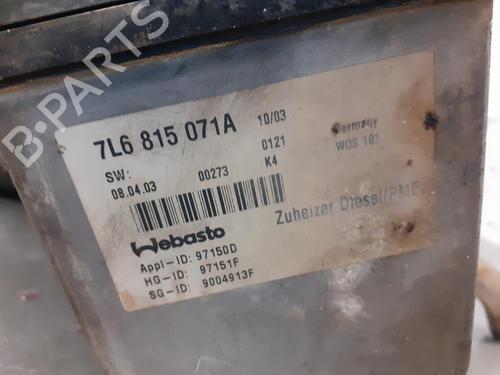 B-PARTS
7L6 815 071A 10/03 Germany
SW: 0121 WOS 101
08.04.03 00273 K4
Webasto Zuheizer Diesel/PME
Appl-ID: 97150D
HG-ID: 97151F
SG-ID: 9004913F